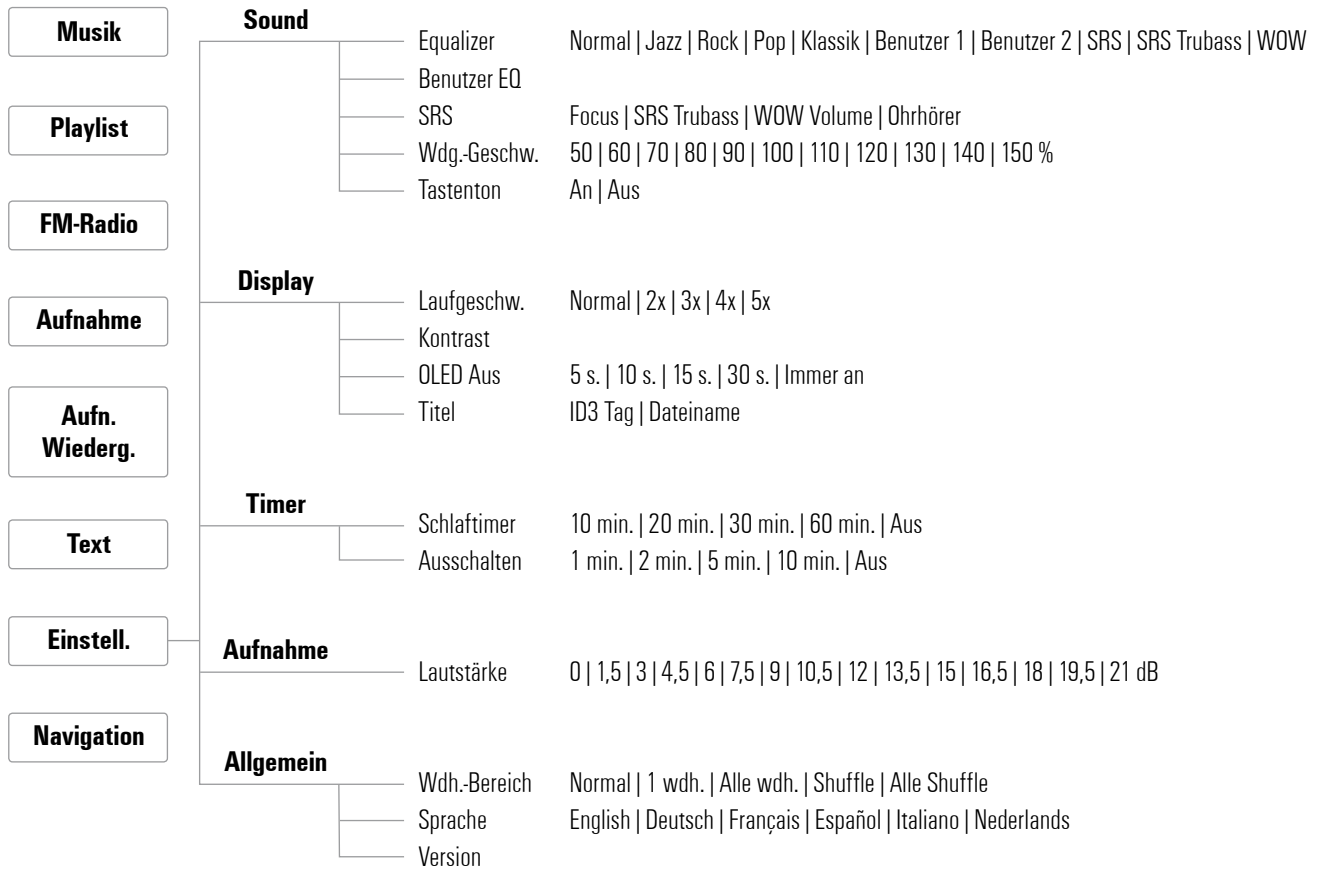 Musik
Playlist
FM-Radio
Aufnahme
Aufn.
Wiederg.
Text
Einstell.
Navigation
Sound
Equalizer Normal | Jazz | Rock | Pop | Klassik | Benutzer 1 | Benutzer 2 | SRS | SRS Trubass | WOW
Benutzer EQ
SRS Focus | SRS Trubass | WOW Volume | Ohrhörer
Wdg.-Geschw. 50 | 60 | 70 | 80 | 90 | 100 | 110 | 120 | 130 | 140 | 150 %
Tastenton An | Aus
Display
Laufgeschw. Normal | 2x | 3x | 4x | 5x
Kontrast
OLED Aus 5 s. | 10 s. | 15 s. | 30 s. | Immer an
Titel ID3 Tag | Dateiname
Timer
Schlaftimer 10 min. | 20 min. | 30 min. | 60 min. | Aus
Ausschalten 1 min. | 2 min. | 5 min. | 10 min. | Aus
Aufnahme
Lautstärke 0 | 1,5 | 3 | 4,5 | 6 | 7,5 | 9 | 10,5 | 12 | 13,5 | 15 | 16,5 | 18 | 19,5 | 21 dB
Allgemein
Wdh.-Bereich Normal | 1 wdh. | Alle wdh. | Shuffle | Alle Shuffle
Sprache English | Deutsch | Français | Español | Italiano | Nederlands
Version